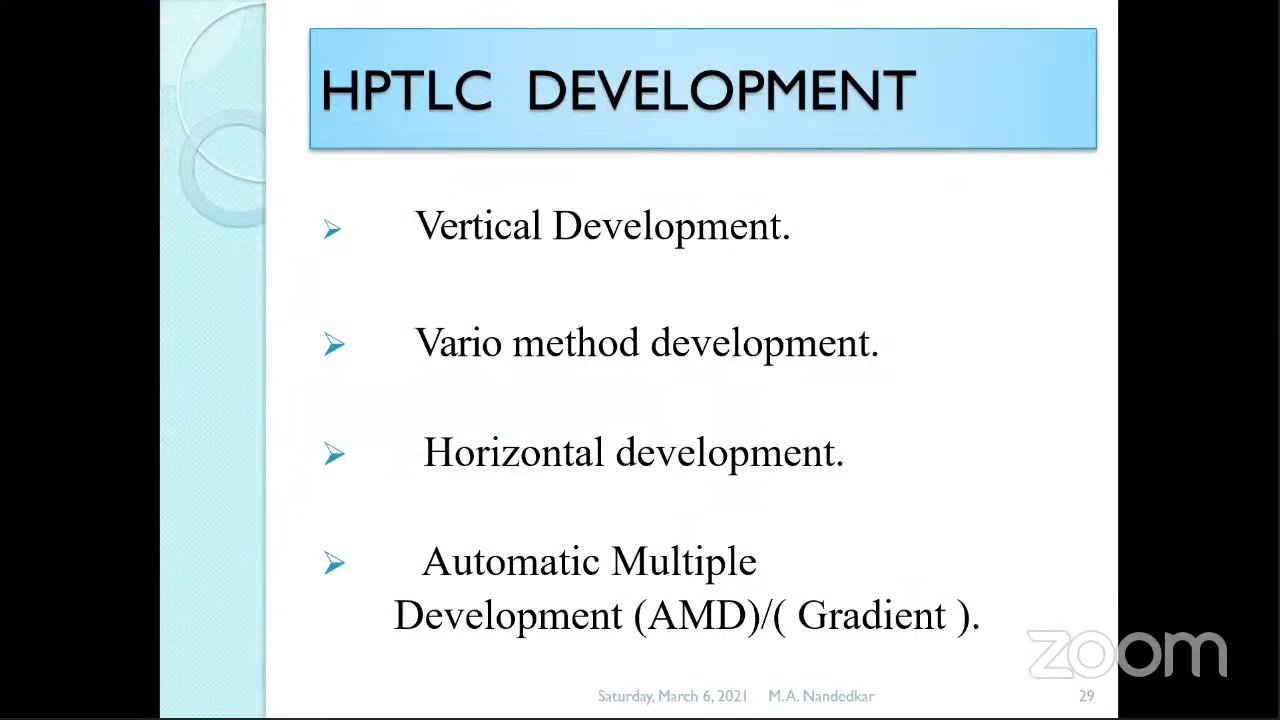 HPTLC DEVELOPMENT
Vertical Development.
Vario method development.
Horizontal development.
Automatic Multiple
Development (AMD)/( Gradient ).
zoom
Saturday, March 6, 2021 M.A. Nandedkar 29